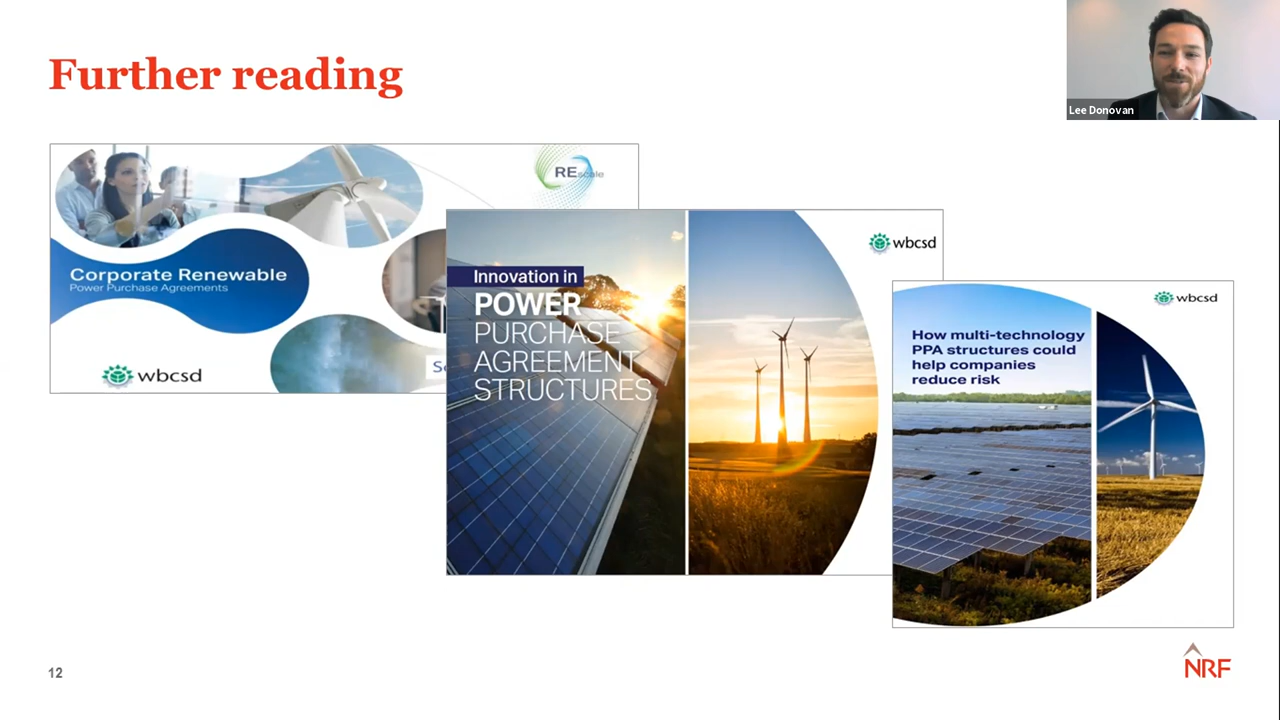 Further reading
Lee Donovan
REscale
Corporate Renewable
Power Purchase Agreements
wbcsd
Innovation in
POWER
PURCHASE
AGREEMENT
STRUCTURES
wbcsd
How multi-technology
PPA structures could
help companies
reduce risk
wbcsd
12
NRF